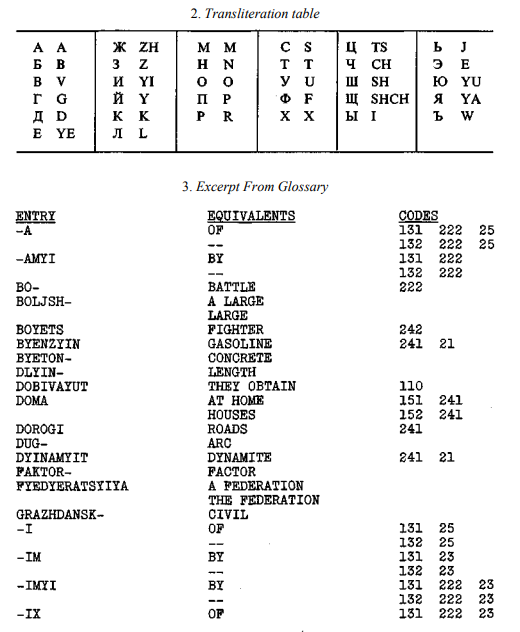 2. Transliteration table
А A Ж ZH М M С S Ц TS Ь J
Б B З Z Н N Т T Ч CH Э E
В V И YI О O У U Ш SH Ю YU
Г G Й Y П P Ф F Щ SHCH Я YA
Д D К K Р R Х X Ы I Ъ W
Е YE Л L
3. Excerpt From Glossary
ENTRY EQUIVALENTS CODES
-A OF 131 222 25
-- 132 222 25
-AMYI BY 131 222
-- 132 222
BO- BATTLE 222
BOLJSH- A LARGE
LARGE
BOYETS FIGHTER 242
BYENZYIN GASOLINE 241 21
BYETON- CONCRETE
DLYIN- LENGTH
DOBIVAYUT THEY OBTAIN 110
DOMA AT HOME 151 241
HOUSES 152 241
DOROGI ROADS 241
DUG- ARC
DYINAMYIT DYNAMITE 241 21
FAKTOR- FACTOR
FYEDYERATSYIYA A FEDERATION
THE FEDERATION
GRAZHDANSK- CIVIL
-I OF 131 25
-- 132 25
-IM BY 131 23
-- 132 23
-IMYI BY 131 222 23
-- 132 222 23
-IX OF 131 222 23